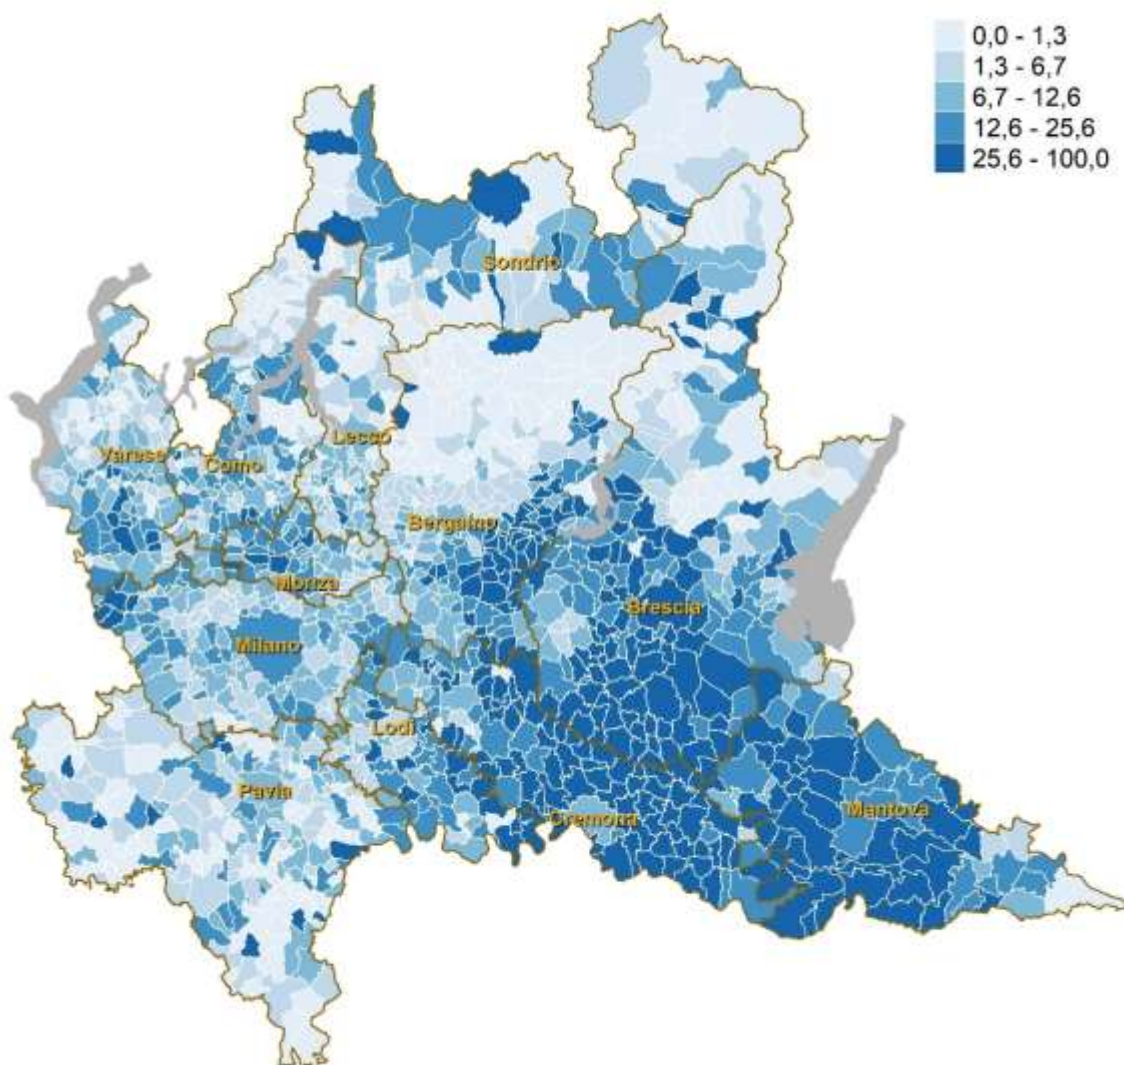 0,0 - 1,3
1,3 - 6,7
6,7 - 12,6
12,6 - 25,6
25,6 - 100,0
Sondrio
Lecco
Varese
Como
Bergamo
Monza
Brescia
Milano
Lodi
Pavia
Cremona
Mantova